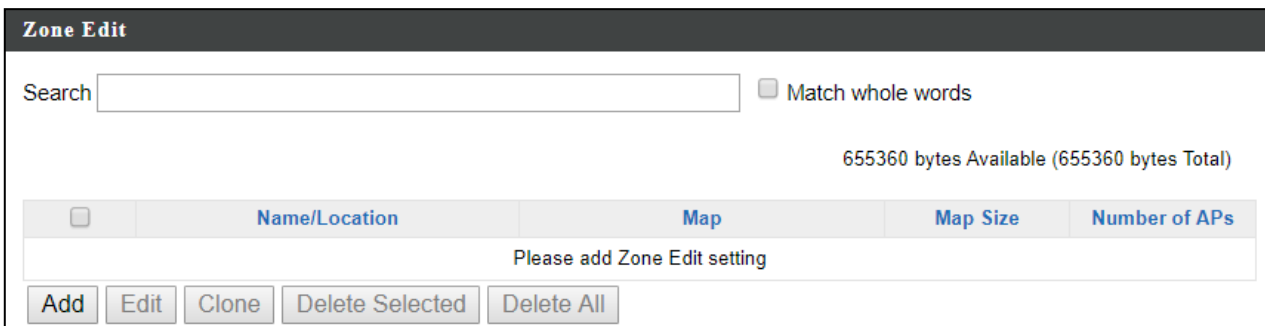 Zone Edit
Search Match whole words
655360 bytes Available (655360 bytes Total)
Name/Location Map Map Size Number of APs
Please add Zone Edit setting
Add Edit Clone Delete Selected Delete All